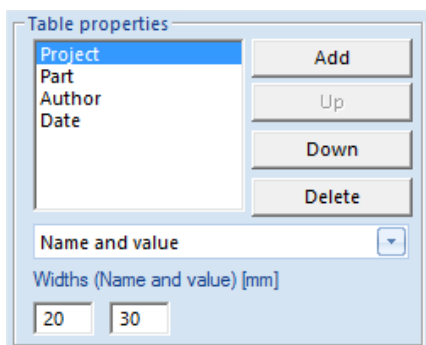 Table properties
Project
Part
Author
Date
Add
Up
Down
Delete
Name and value
Widths (Name and value) [mm]
20 30